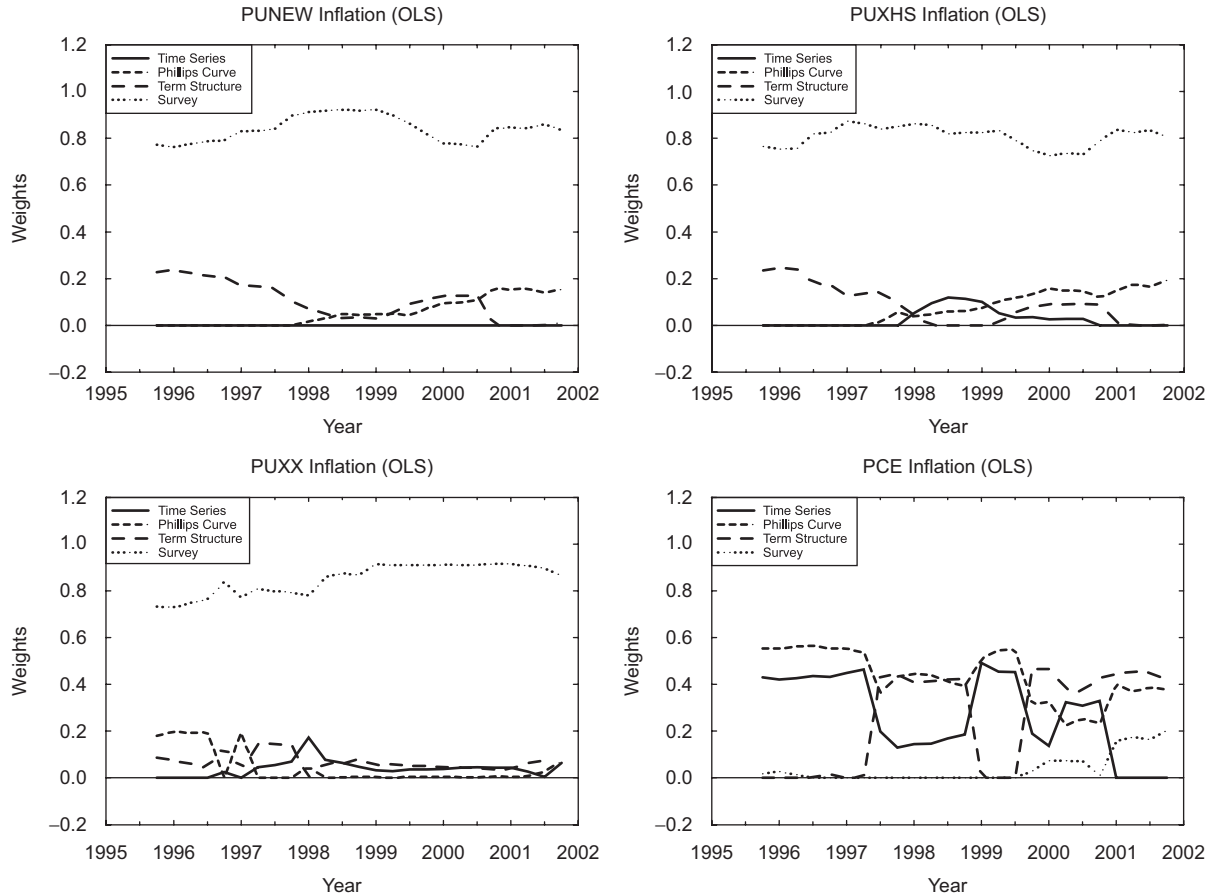 PUNEW Inflation (OLS)
1.2
1.0
0.8
0.6
0.4
0.2
0.0
−0.2
Weights
Time Series
Phillips Curve
Term Structure
Survey
1995 1996 1997 1998 1999 2000 2001 2002
Year
PUXHS Inflation (OLS)
1.2
1.0
0.8
0.6
0.4
0.2
0.0
−0.2
Weights
Time Series
Phillips Curve
Term Structure
Survey
1995 1996 1997 1998 1999 2000 2001 2002
Year
PUXX Inflation (OLS)
1.2
1.0
0.8
0.6
0.4
0.2
0.0
−0.2
Weights
Time Series
Phillips Curve
Term Structure
Survey
1995 1996 1997 1998 1999 2000 2001 2002
Year
PCE Inflation (OLS)
1.2
1.0
0.8
0.6
0.4
0.2
0.0
−0.2
Weights
Time Series
Phillips Curve
Term Structure
Survey
1995 1996 1997 1998 1999 2000 2001 2002
Year